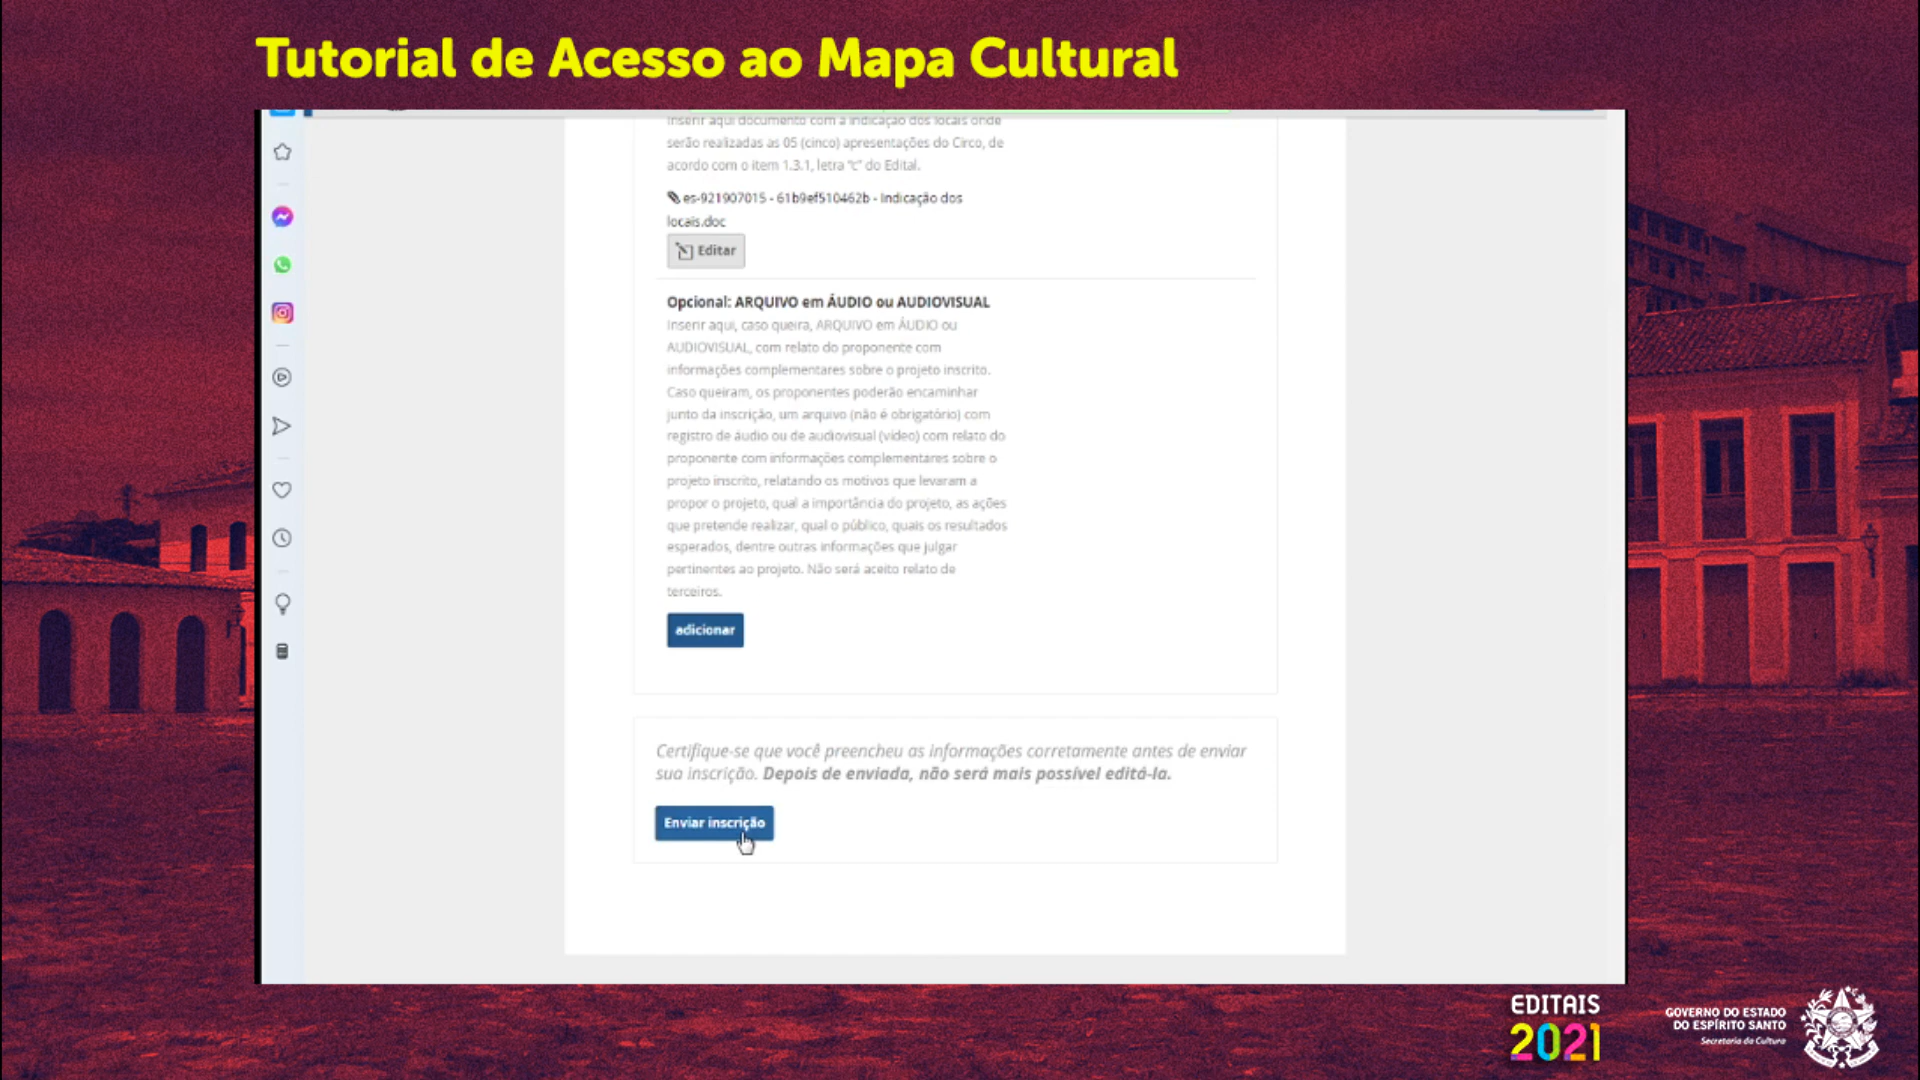 Tutorial de Acesso ao Mapa Cultural
Inserir aqui documento com a indicação dos locais onde
serão realizadas as 05 (cinco) apresentações do Circo, de
acordo com o item 1.3.1, letra "c" do Edital.
es-921907015 - 61b9ef510462b - Indicação dos
locais.doc
Editar
Opcional: ARQUIVO em ÁUDIO ou AUDIOVISUAL
Inserir aqui, caso queira, ARQUIVO em ÁUDIO ou
AUDIOVISUAL, com relato do proponente com
informações complementares sobre o projeto inscrito.
Caso queiram, os proponentes poderão encaminhar
junto da inscrição, um arquivo (não é obrigatório) com
registro de áudio ou de audiovisual (vídeo) com relato do
proponente com informações complementares sobre o
projeto inscrito, relatando os motivos que levaram a
propor o projeto, qual a importância do projeto, as ações
que pretende realizar, qual o público, quais os resultados
esperados, dentre outras informações que julgar
pertinentes ao projeto. Não será aceito relato de
terceiros.
adicionar
Certifique-se que você preencheu as informações corretamente antes de enviar
sua inscrição. Depois de enviada, não será mais possível editá-la.
Enviar inscrição
EDITAIS
2021
GOVERNO DO ESTADO
DO ESPÍRITO SANTO
Secretaria da Cultura